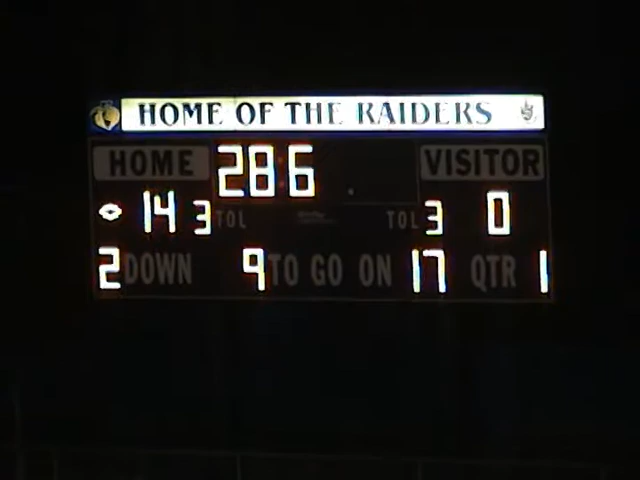 HOME OF THE RAIDERS
HOME 28:6 VISITOR
14 3 TOL TOL 3 0
2 DOWN 9 TO GO ON 17 QTR 1